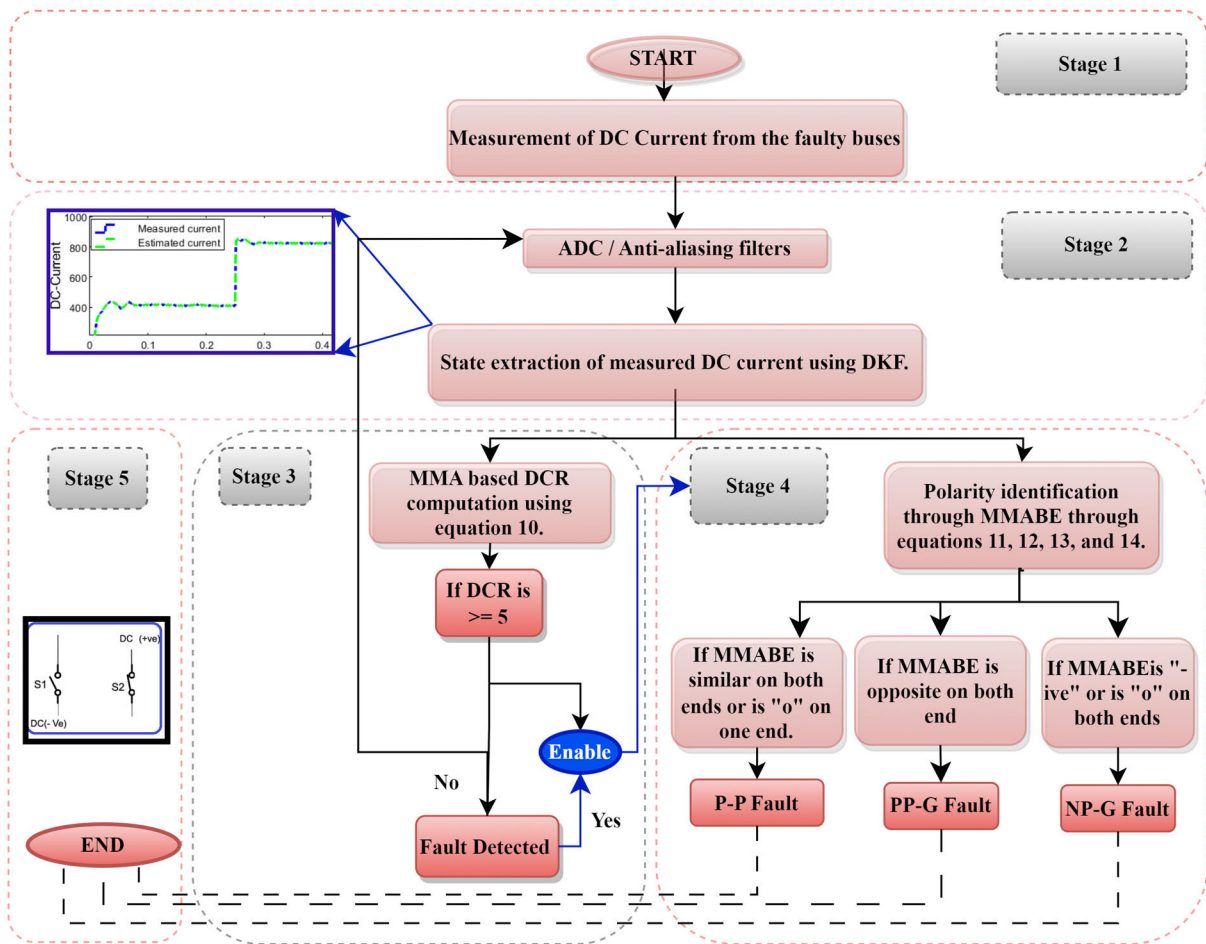 START
Stage 1
Measurement of DC Current from the faulty buses
1000
800
600
400
DC-Current
Measured current
Estimated current
0
0.1
0.2
0.3
0.4
ADC / Anti-aliasing filters
Stage 2
State extraction of measured DC current using DKF.
Stage 5
Stage 3
MMA based DCR
computation using
equation 10.
Stage 4
Polarity identification
through MMABE through
equations 11, 12, 13, and 14.
If DCR is
>= 5
DC (+ve)
S1
S2
DC(- Ve)
If MMABE is
similar on both
ends or is "o" on
one end.
If MMABE is
opposite on both
end
If MMABEis "-
ive" or is "o" on
both ends
Enable
No
Yes
P-P Fault
PP-G Fault
NP-G Fault
Fault Detected
END